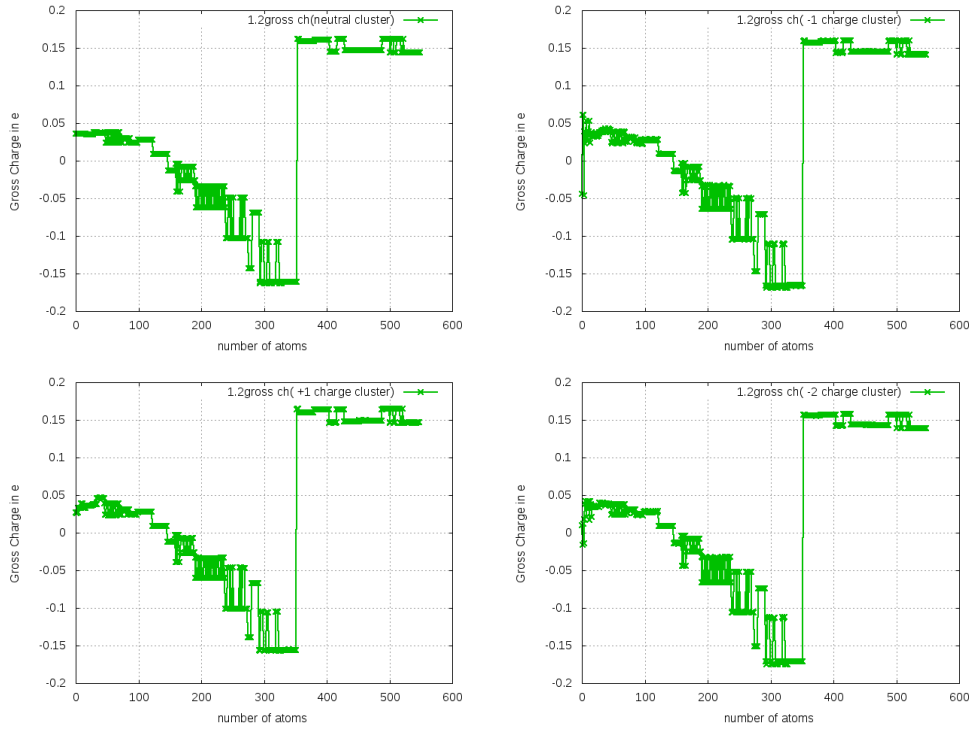 1.2gross ch(neutral cluster)
Gross Charge in e
0.2
0.15
0.1
0.05
0
-0.05
-0.1
-0.15
-0.2
0 100 200 300 400 500 600
number of atoms
1.2gross ch( -1 charge cluster)
Gross Charge in e
0.2
0.15
0.1
0.05
0
-0.05
-0.1
-0.15
-0.2
0 100 200 300 400 500 600
number of atoms
1.2gross ch( +1 charge cluster)
Gross Charge in e
0.2
0.15
0.1
0.05
0
-0.05
-0.1
-0.15
-0.2
0 100 200 300 400 500 600
number of atoms
1.2gross ch( -2 charge cluster)
Gross Charge in e
0.2
0.15
0.1
0.05
0
-0.05
-0.1
-0.15
-0.2
0 100 200 300 400 500 600
number of atoms